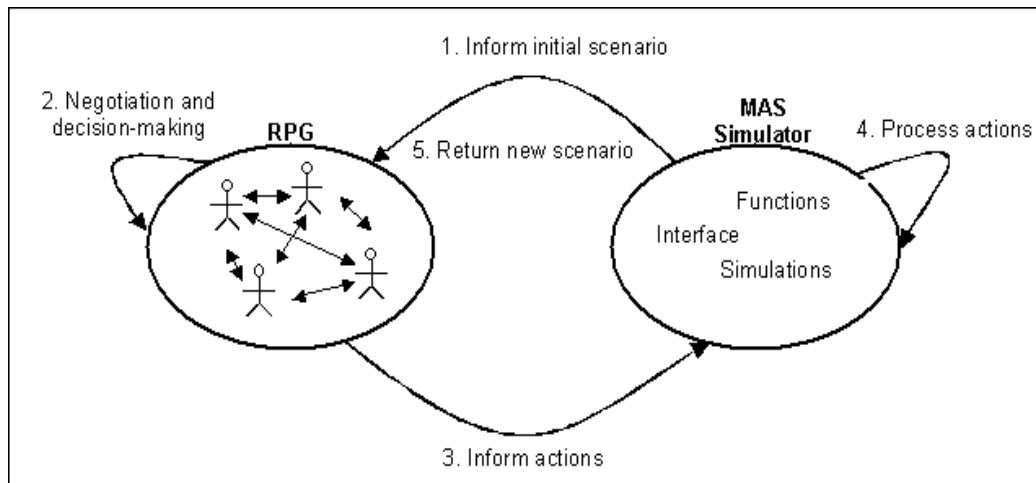 1. Inform initial scenario
2. Negotiation and
decision-making
RPG
5. Return new scenario
MAS
Simulator
4. Process actions
Functions
Interface
Simulations
3. Inform actions